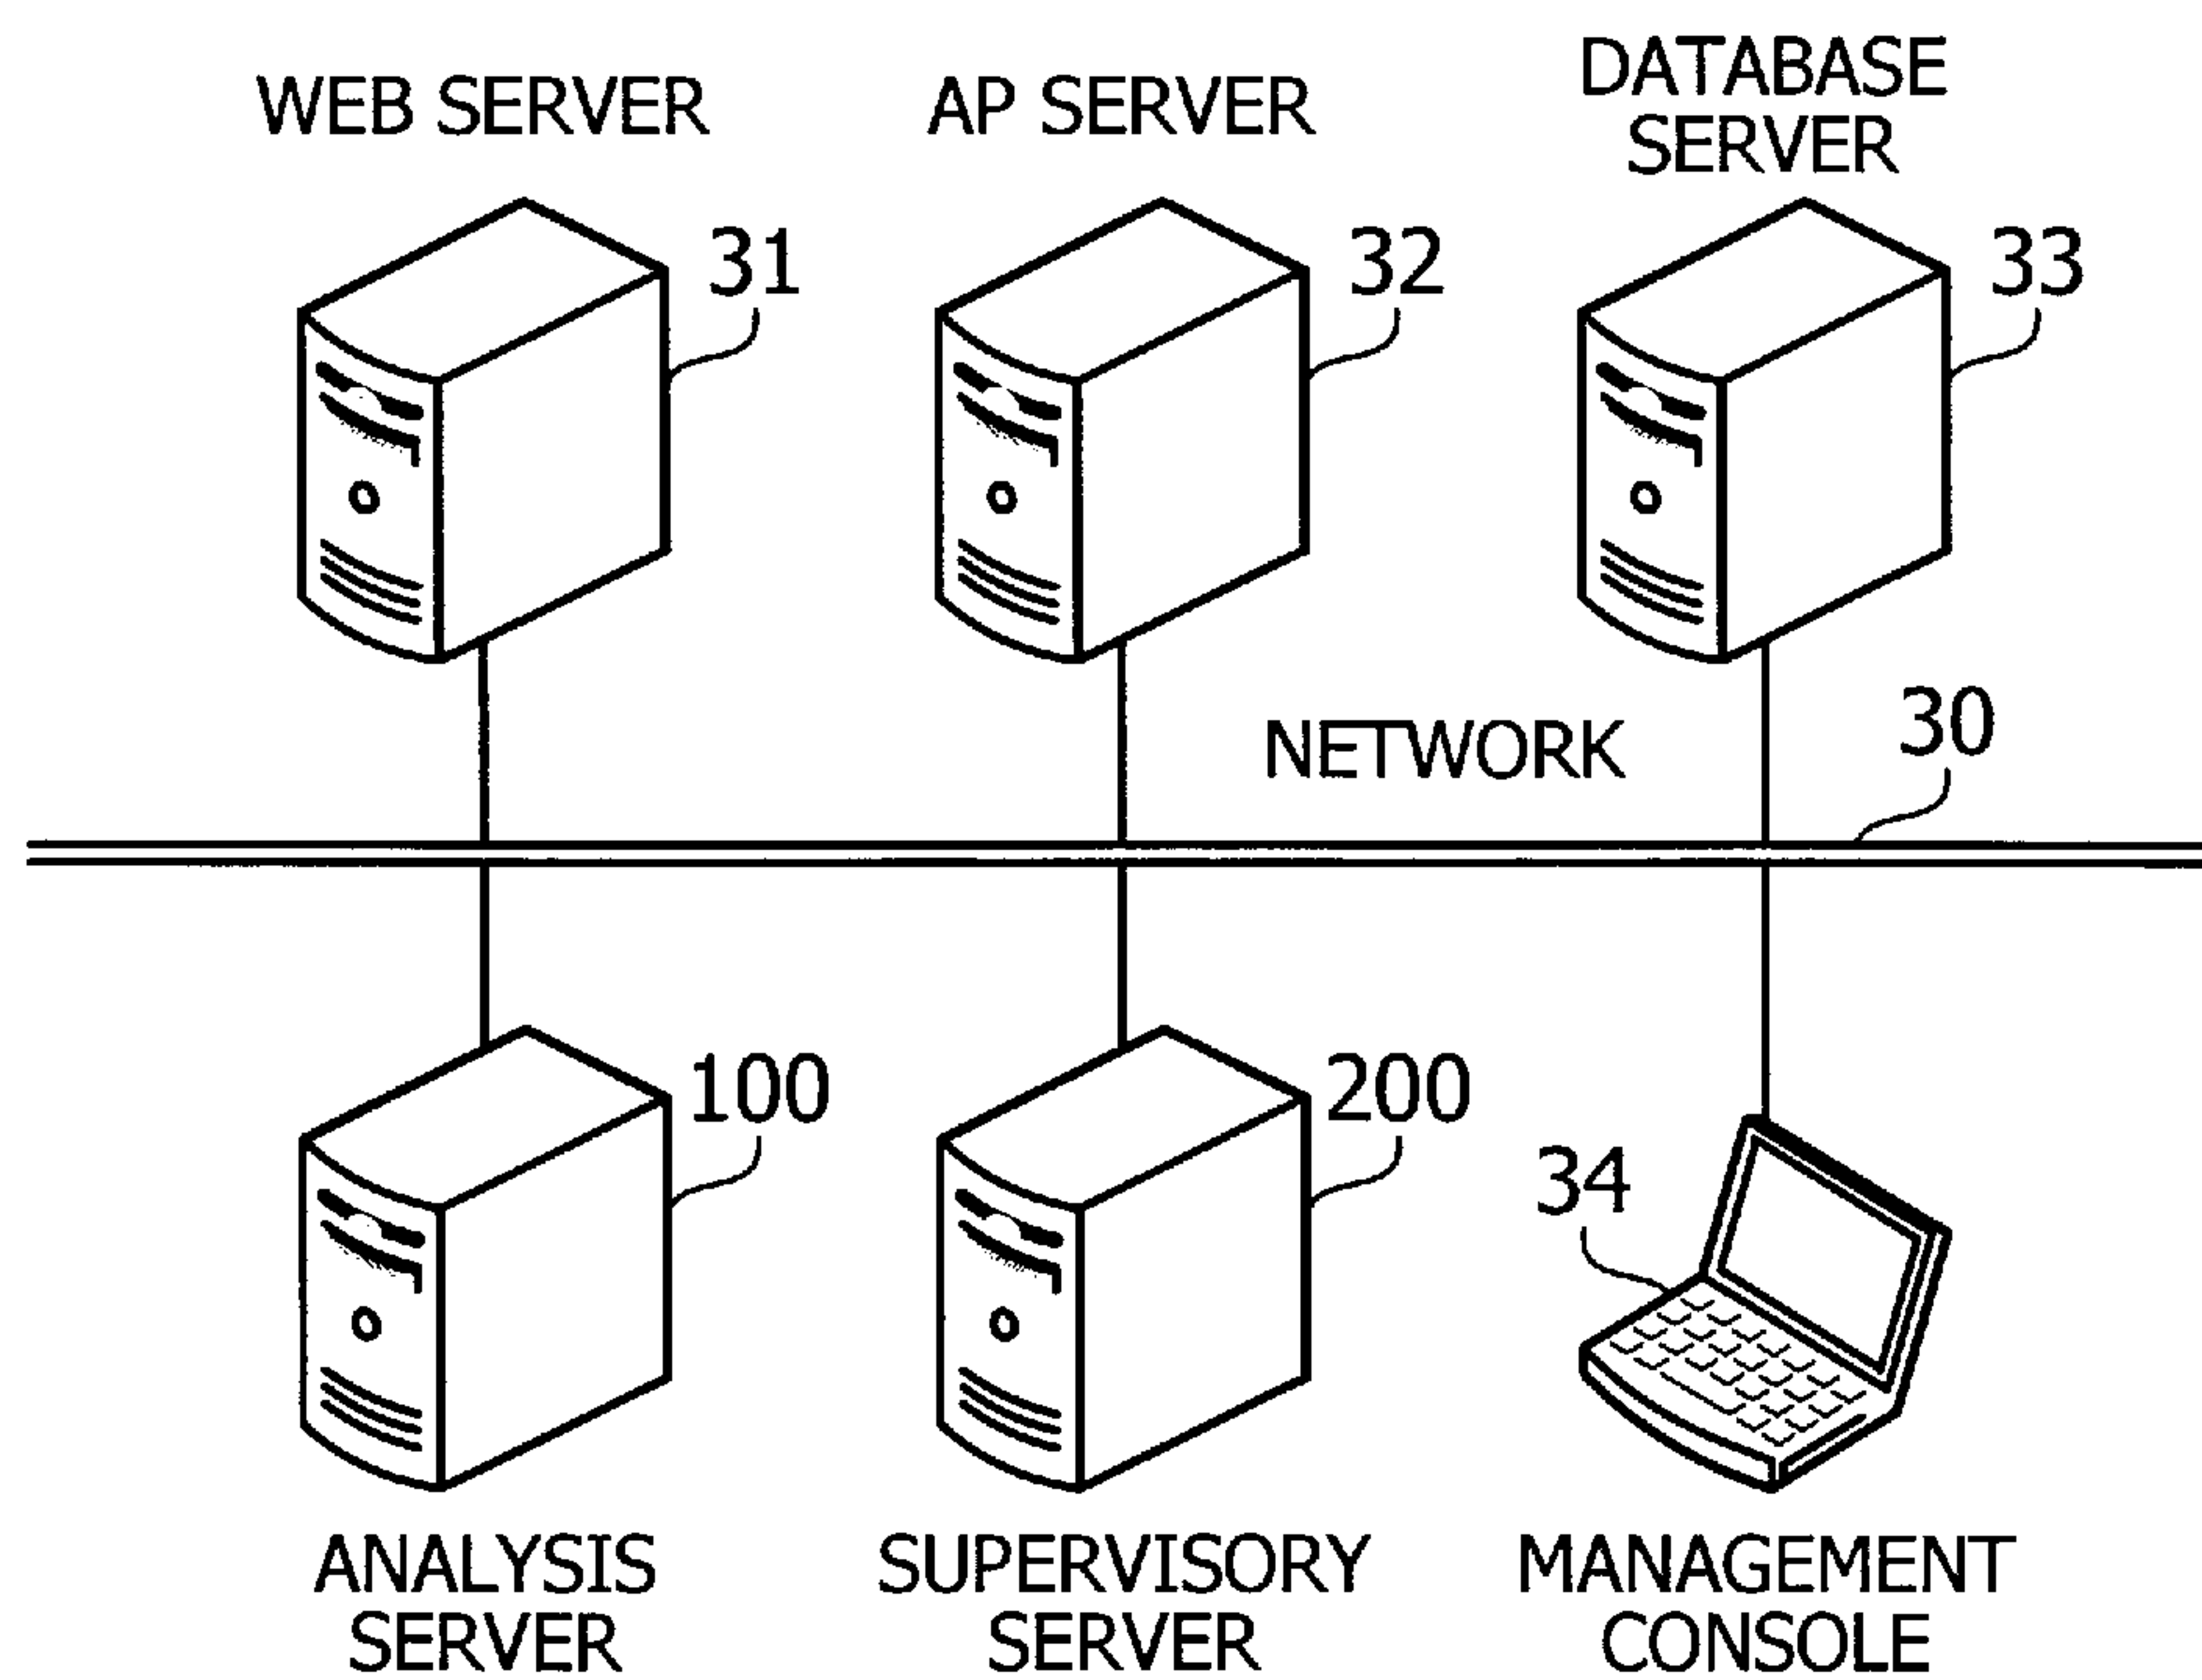 WEB SERVER
AP SERVER
DATABASE
SERVER
31
32
33
NETWORK
30
100
200
34
ANALYSIS
SERVER
SUPERVISORY
SERVER
MANAGEMENT
CONSOLE